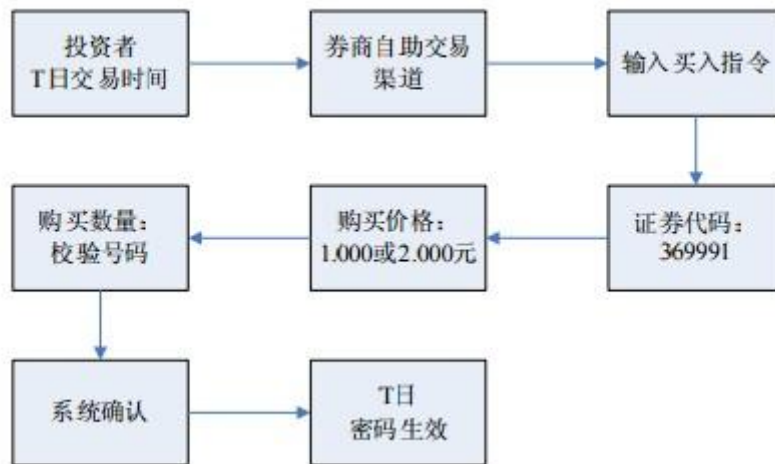 投资者
T日交易时间
券商自助交易
渠道
输入买入指令
证券代码：
369991
购买价格：
1.000或2.000元
购买数量：
校验号码
系统确认
T日
密码生效